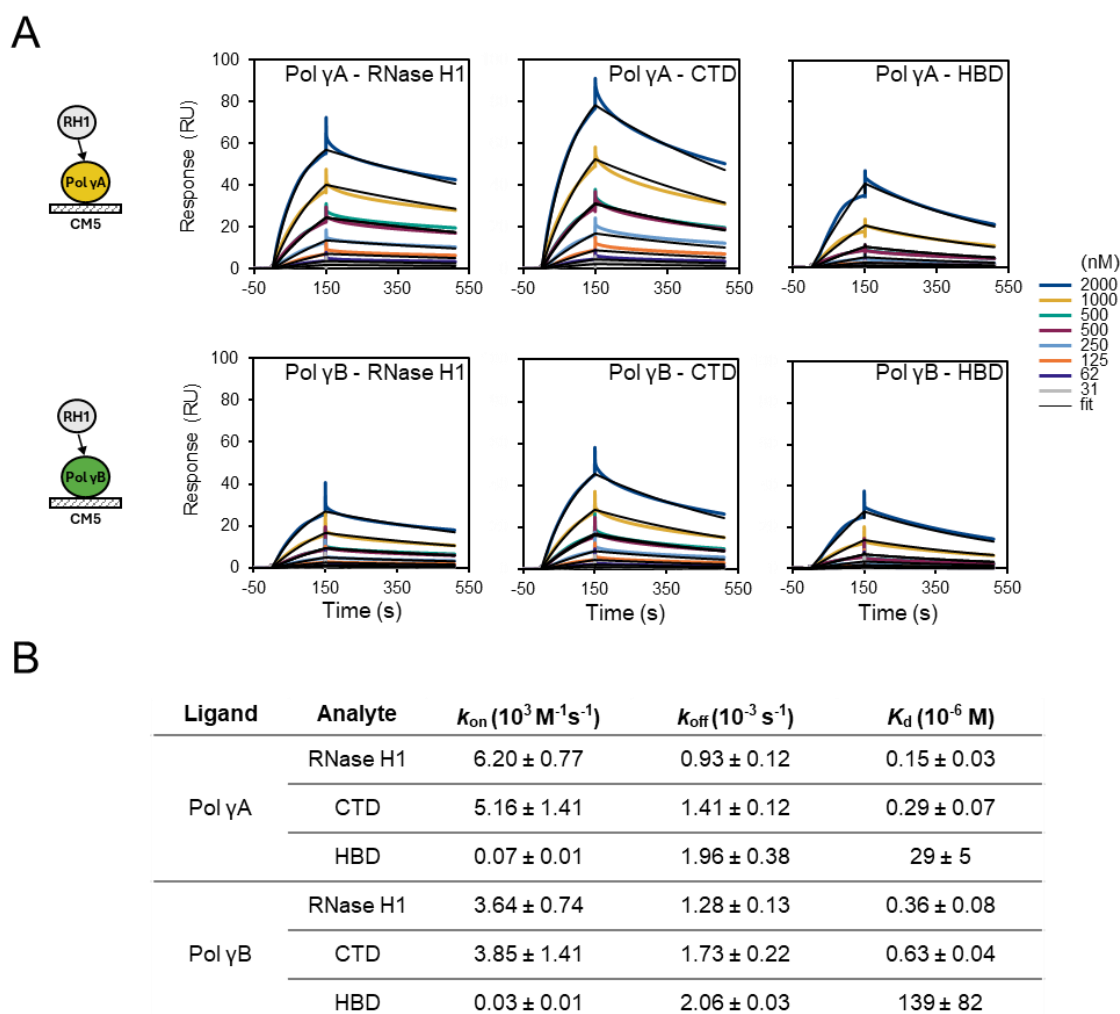 A
RH1
Pol γA
CM5
Response (RU)
100
80
60
40
20
0
-50 150 350 550
Pol γA - RNase H1
-50 150 350 550
Pol γA - CTD
-50 150 350 550
Pol γA - HBD
(nM)
2000
1000
500
500
250
125
62
31
fit
RH1
Pol γB
CM5
Response (RU)
100
80
60
40
20
0
-50 150 350 550
Pol γB - RNase H1
Time (s)
-50 150 350 550
Pol γB - CTD
Time (s)
-50 150 350 550
Pol γB - HBD
B
Ligand Analyte kon (10³ M⁻¹s⁻¹) koff (10⁻³ s⁻¹) Kd (10⁻⁶ M)
RNase H1 6.20 ± 0.77 0.93 ± 0.12 0.15 ± 0.03
Pol γA CTD 5.16 ± 1.41 1.41 ± 0.12 0.29 ± 0.07
HBD 0.07 ± 0.01 1.96 ± 0.38 29 ± 5
RNase H1 3.64 ± 0.74 1.28 ± 0.13 0.36 ± 0.08
Pol γB CTD 3.85 ± 1.41 1.73 ± 0.22 0.63 ± 0.04
HBD 0.03 ± 0.01 2.06 ± 0.03 139 ± 82